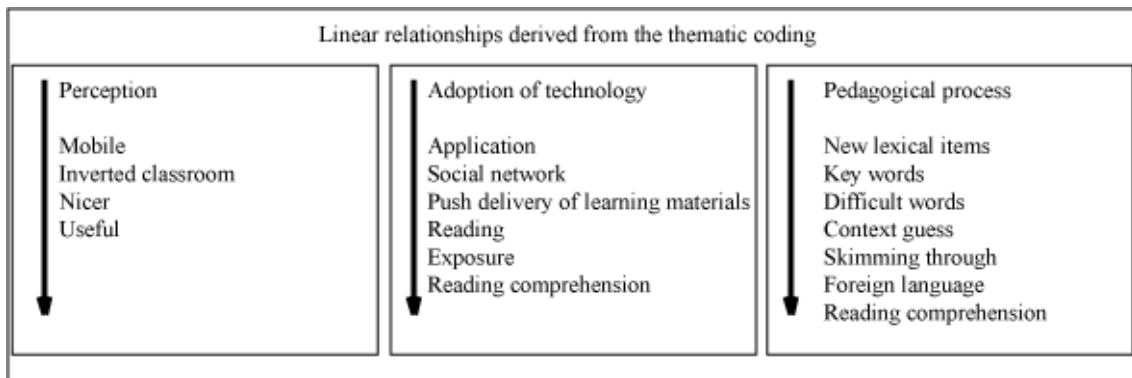 Linear relationships derived from the thematic coding
Perception
Mobile
Inverted classroom
Nicer
Useful
Adoption of technology
Application
Social network
Push delivery of learning materials
Reading
Exposure
Reading comprehension
Pedagogical process
New lexical items
Key words
Difficult words
Context guess
Skimming through
Foreign language
Reading comprehension